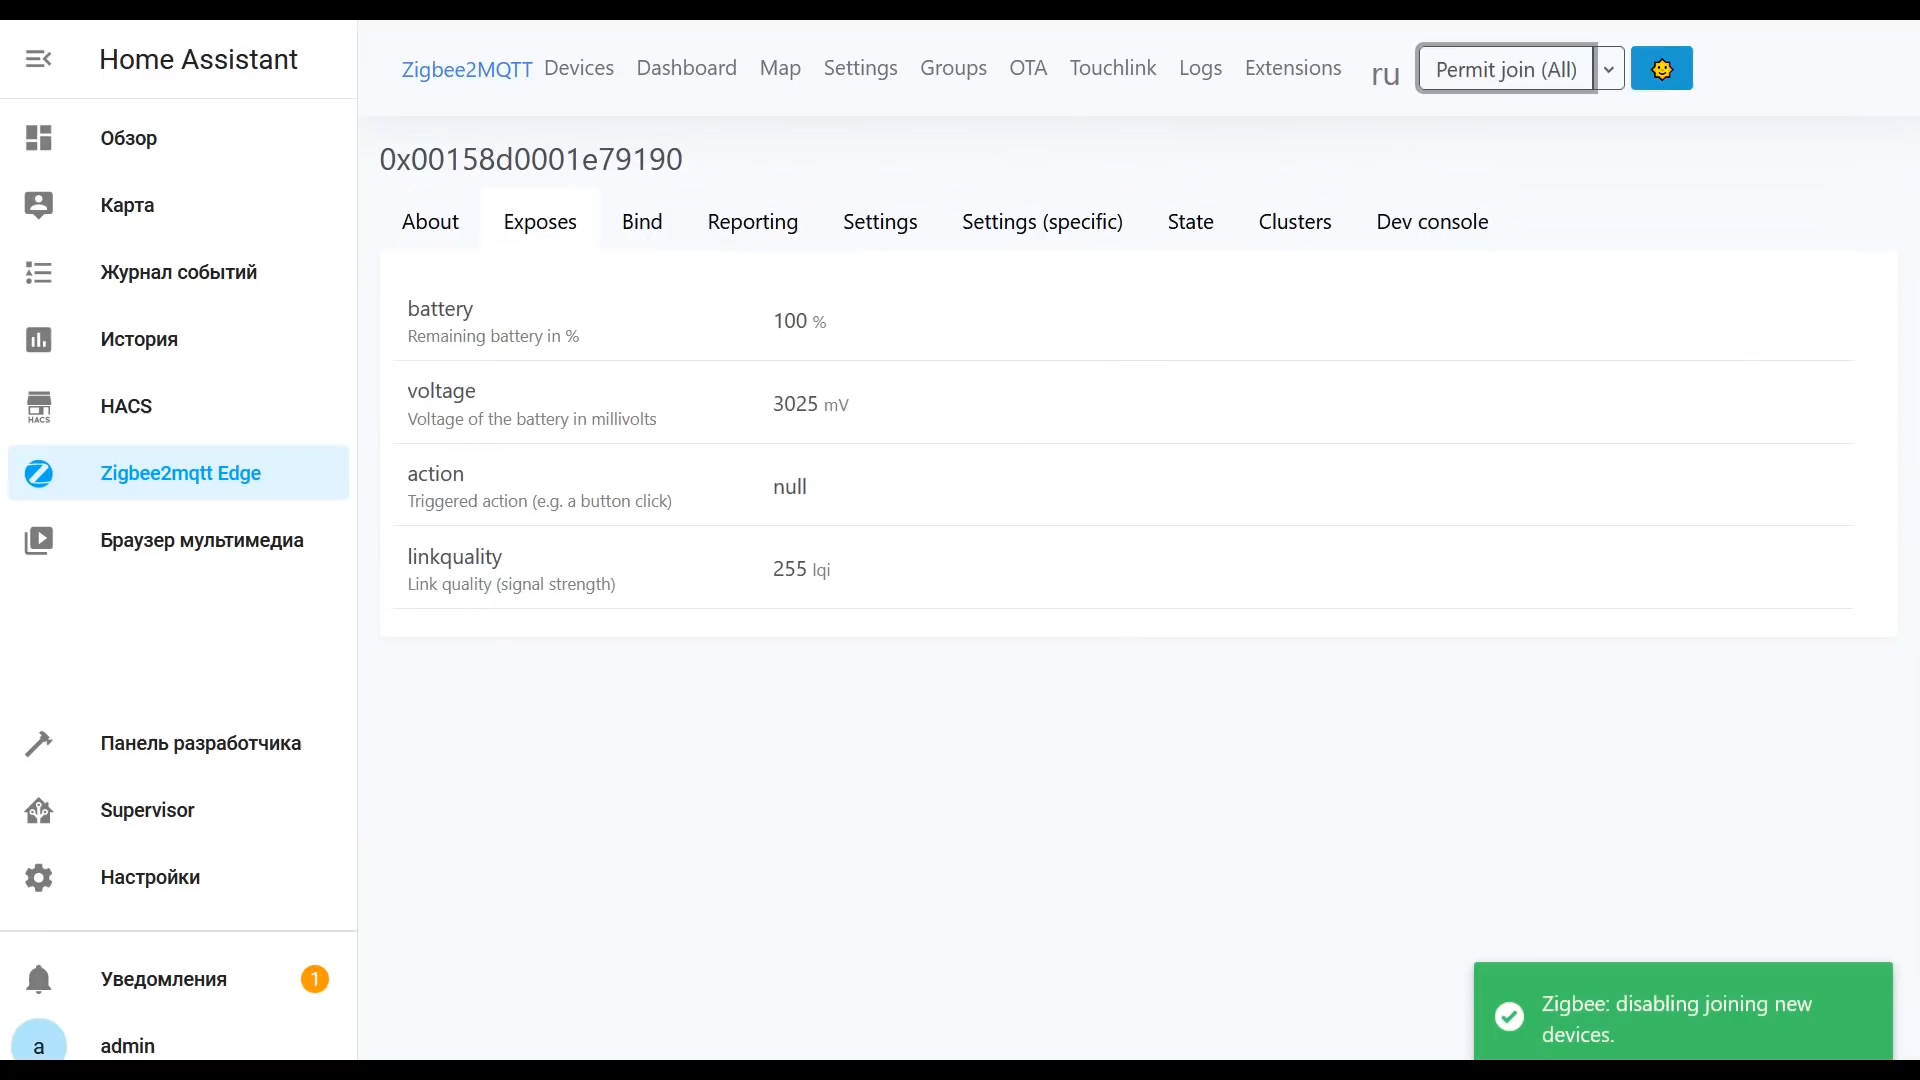 Home Assistant
Обзор
Карта
Журнал событий
История
HACS
HACS
Zigbee2mqtt Edge
Браузер мультимедиа
Панель разработчика
Supervisor
Настройки
Уведомления 1
a admin
Zigbee2MQTT Devices Dashboard Map Settings Groups OTA Touchlink Logs Extensions ru Permit join (All)
0x00158d0001e79190
About Exposes Bind Reporting Settings Settings (specific) State Clusters Dev console
battery
Remaining battery in %
100 %
voltage
Voltage of the battery in millivolts
3025 mV
action
Triggered action (e.g. a button click)
null
linkquality
Link quality (signal strength)
255 lqi
Zigbee: disabling joining new
devices.